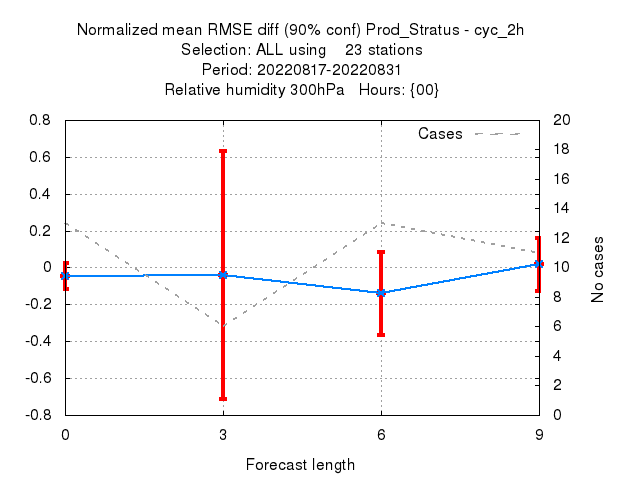 Normalized mean RMSE diff (90% conf) Prod_Stratus - cyc_2h
Selection: ALL using    23 stations
Period: 20220817-20220831
Relative humidity 300hPa   Hours: {00}
Cases
0.8
0.6
0.4
0.2
0
-0.2
-0.4
-0.6
-0.8
20
18
16
14
12
10
8
6
4
2
0
No cases
0 3 6 9
Forecast length